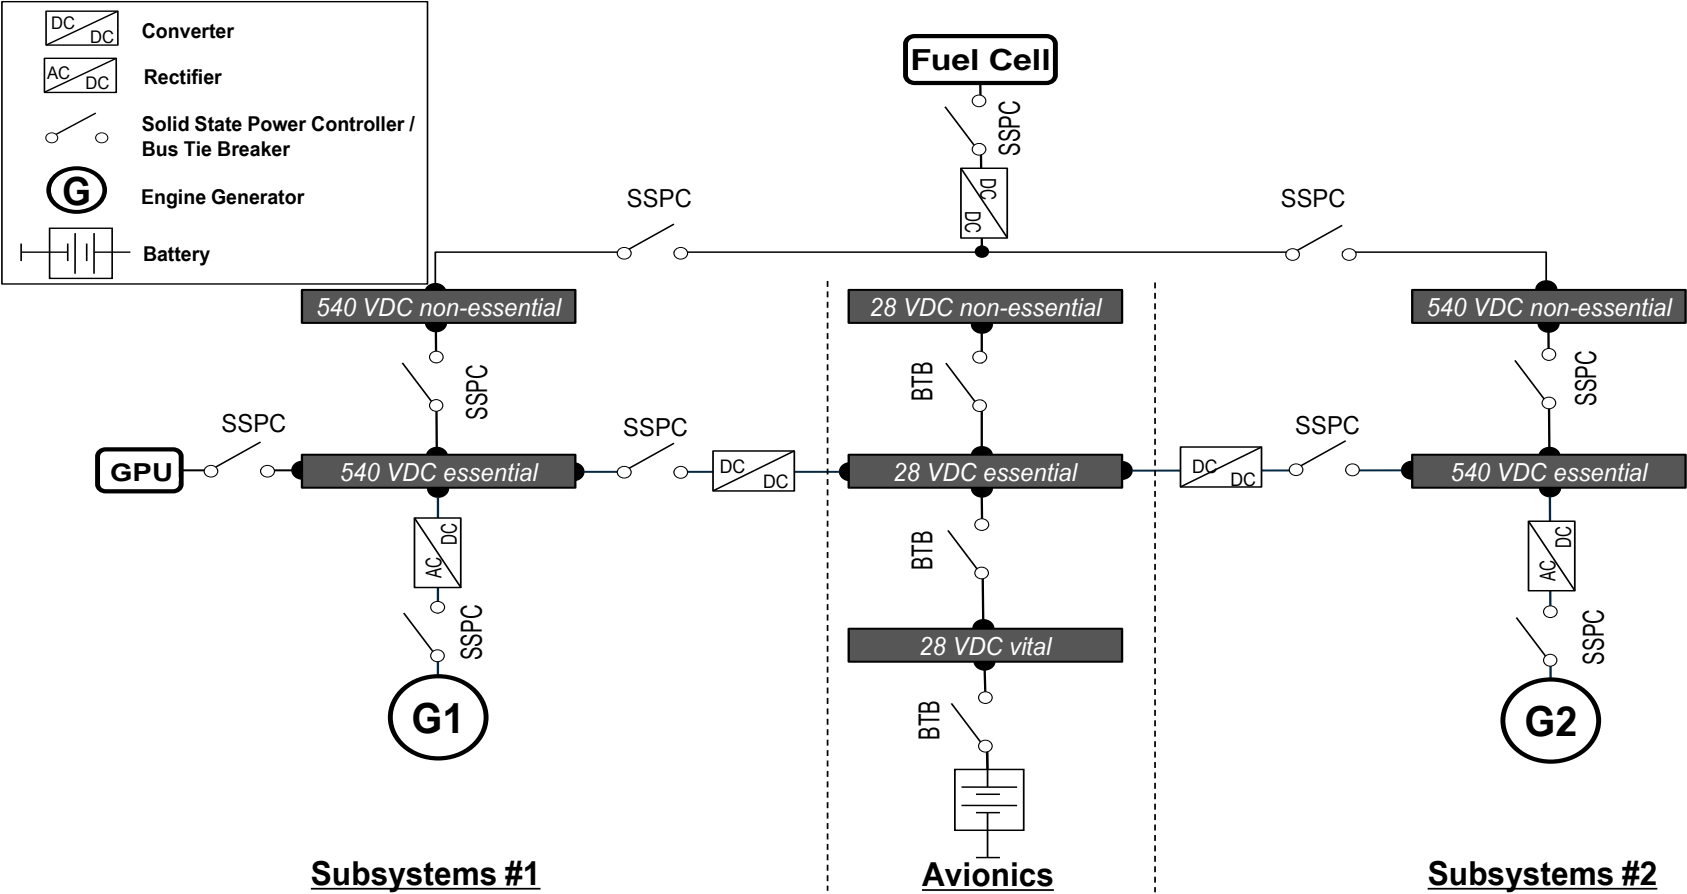 DC
DC
Converter
AC
DC
Rectifier
Solid State Power Controller /
Bus Tie Breaker
G
Engine Generator
Battery
Fuel Cell
SSPC
DC
DC
SSPC
SSPC
540 VDC non-essential
28 VDC non-essential
540 VDC non-essential
SSPC
BTB
SSPC
GPU
SSPC
540 VDC essential
SSPC
DC
DC
28 VDC essential
DC
DC
SSPC
540 VDC essential
AC
DC
SSPC
G1
BTB
28 VDC vital
BTB
AC
DC
SSPC
G2
Subsystems #1
Avionics
Subsystems #2